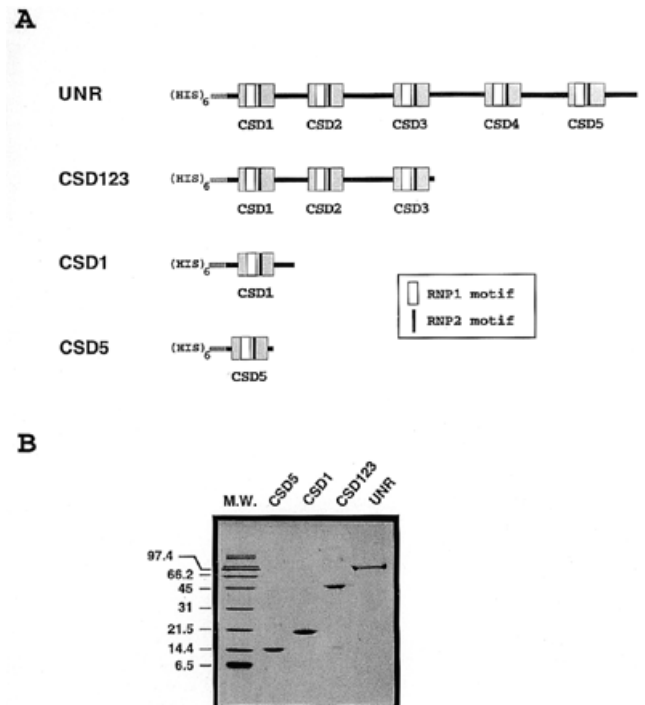 A
UNR (HIS)6
CSD1 CSD2 CSD3 CSD4 CSD5
CSD123 (HIS)6
CSD1 CSD2 CSD3
CSD1 (HIS)6
CSD1
RNP1 motif
RNP2 motif
CSD5 (HIS)6
CSD5
B
M.W. CSD5 CSD1 CSD123 UNR
97.4
66.2
45
31
21.5
14.4
6.5